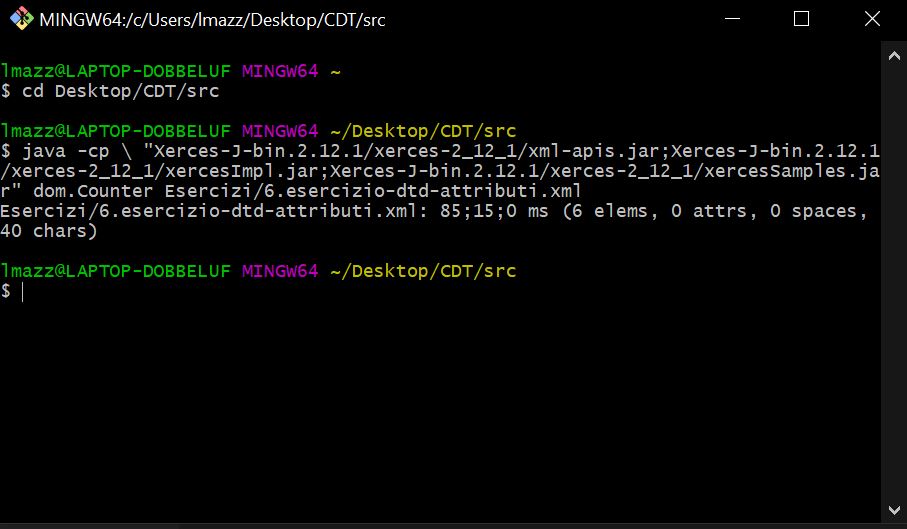 MINGW64:/c/Users/lmazz/Desktop/CDT/src
lmazz@LAPTOP-DOBBELUF MINGW64 ~
$ cd Desktop/CDT/src
lmazz@LAPTOP-DOBBELUF MINGW64 ~/Desktop/CDT/src
$ java -cp \ "Xerces-J-bin.2.12.1/xerces-2_12_1/xml-apis.jar;Xerces-J-bin.2.12.1
/xerces-2_12_1/xercesImpl.jar;Xerces-J-bin.2.12.1/xerces-2_12_1/xercesSamples.ja
r" dom.Counter Esercizi/6.esercizio-dtd-attributi.xml
Esercizi/6.esercizio-dtd-attributi.xml: 85;15;0 ms (6 elems, 0 attrs, 0 spaces,
40 chars)
lmazz@LAPTOP-DOBBELUF MINGW64 ~/Desktop/CDT/src
$